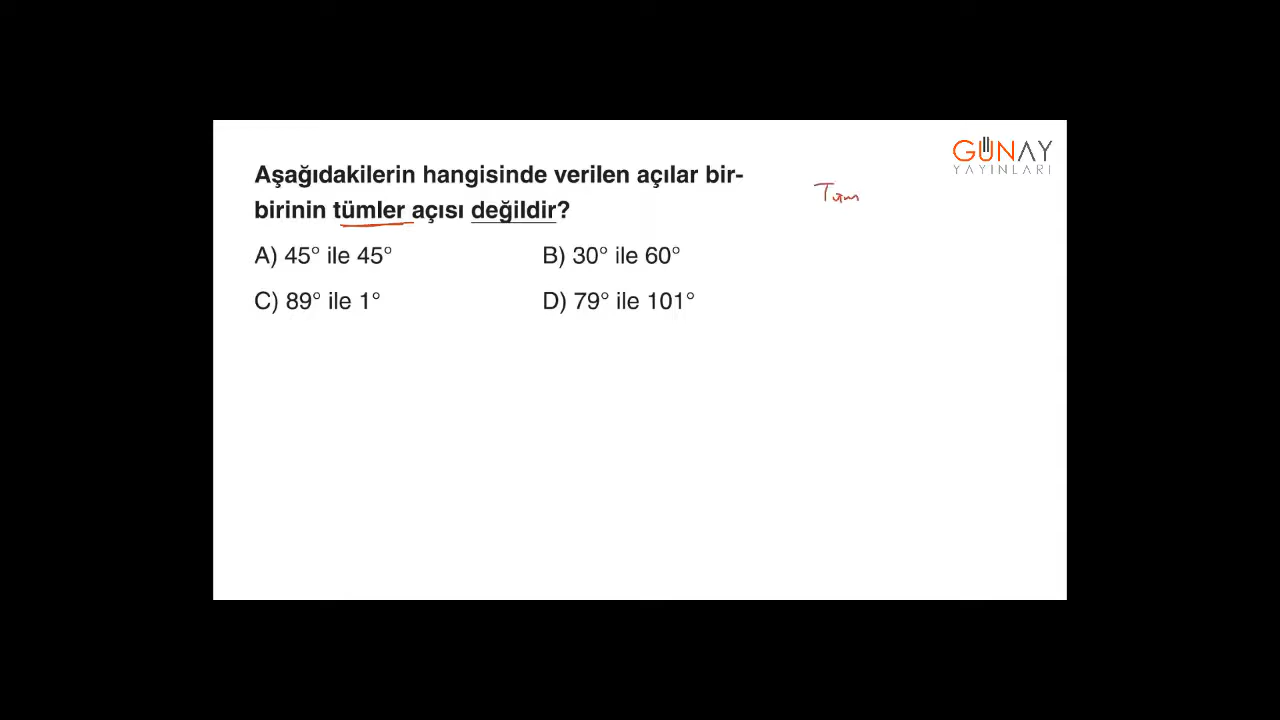 GÜNAY
YAYINLARI
Aşağıdakilerin hangisinde verilen açılar bir-
birinin tümler açısı değildir?
Tüm
A) 45° ile 45°
B) 30° ile 60°
C) 89° ile 1°
D) 79° ile 101°